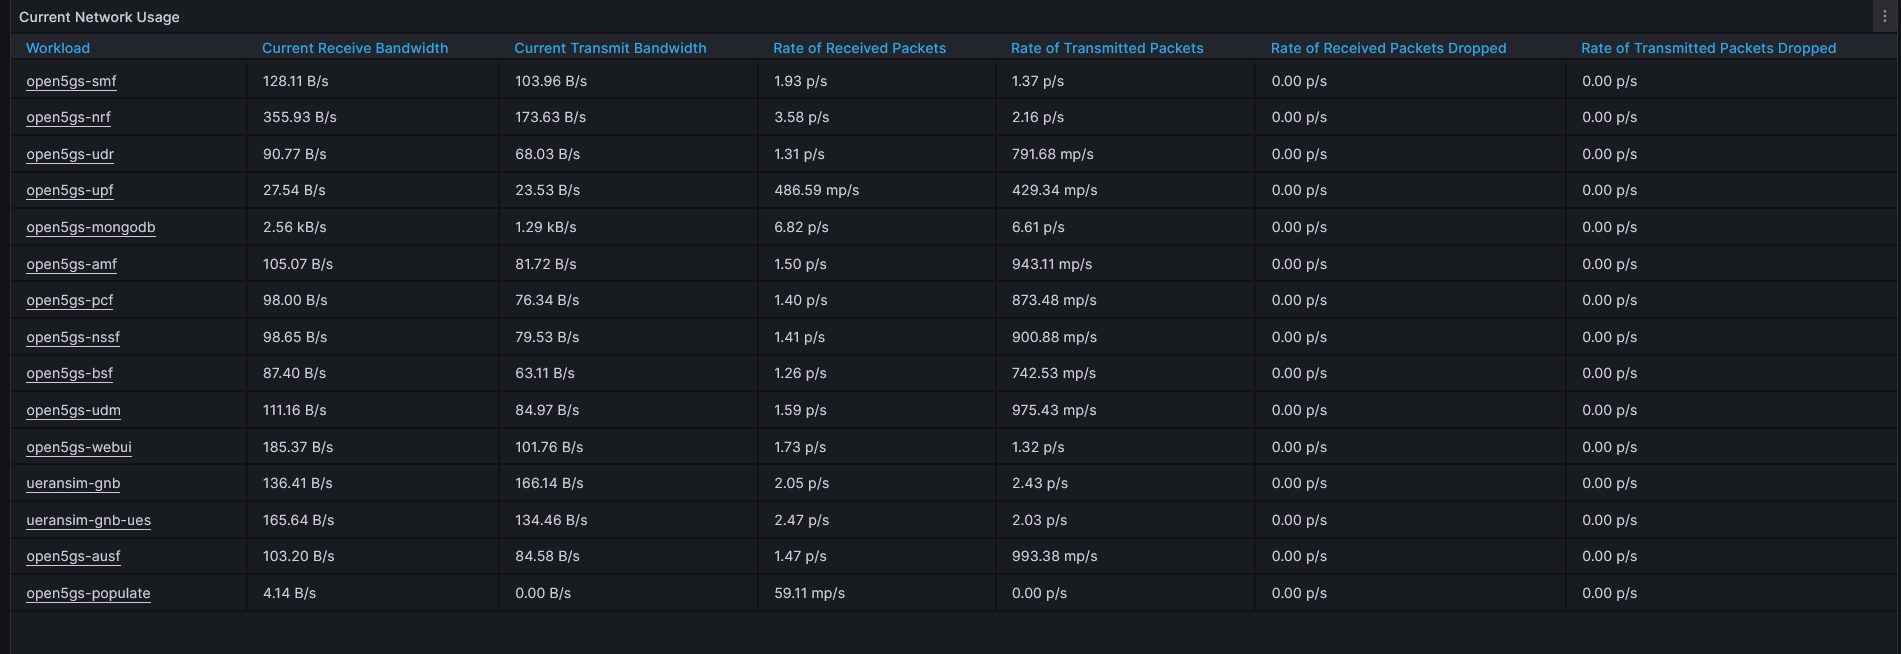 Current Network Usage
Workload Current Receive Bandwidth Current Transmit Bandwidth Rate of Received Packets Rate of Transmitted Packets Rate of Received Packets Dropped Rate of Transmitted Packets Dropped
open5gs-smf 128.11 B/s 103.96 B/s 1.93 p/s 1.37 p/s 0.00 p/s 0.00 p/s
open5gs-nrf 355.93 B/s 173.63 B/s 3.58 p/s 2.16 p/s 0.00 p/s 0.00 p/s
open5gs-udr 90.77 B/s 68.03 B/s 1.31 p/s 791.68 mp/s 0.00 p/s 0.00 p/s
open5gs-upf 27.54 B/s 23.53 B/s 486.59 mp/s 429.34 mp/s 0.00 p/s 0.00 p/s
open5gs-mongodb 2.56 kB/s 1.29 kB/s 6.82 p/s 6.61 p/s 0.00 p/s 0.00 p/s
open5gs-amf 105.07 B/s 81.72 B/s 1.50 p/s 943.11 mp/s 0.00 p/s 0.00 p/s
open5gs-pcf 98.00 B/s 76.34 B/s 1.40 p/s 873.48 mp/s 0.00 p/s 0.00 p/s
open5gs-nssf 98.65 B/s 79.53 B/s 1.41 p/s 900.88 mp/s 0.00 p/s 0.00 p/s
open5gs-bsf 87.40 B/s 63.11 B/s 1.26 p/s 742.53 mp/s 0.00 p/s 0.00 p/s
open5gs-udm 111.16 B/s 84.97 B/s 1.59 p/s 975.43 mp/s 0.00 p/s 0.00 p/s
open5gs-webui 185.37 B/s 101.76 B/s 1.73 p/s 1.32 p/s 0.00 p/s 0.00 p/s
ueransim-gnb 136.41 B/s 166.14 B/s 2.05 p/s 2.43 p/s 0.00 p/s 0.00 p/s
ueransim-gnb-ues 165.64 B/s 134.46 B/s 2.47 p/s 2.03 p/s 0.00 p/s 0.00 p/s
open5gs-ausf 103.20 B/s 84.58 B/s 1.47 p/s 993.38 mp/s 0.00 p/s 0.00 p/s
open5gs-populate 4.14 B/s 0.00 B/s 59.11 mp/s 0.00 p/s 0.00 p/s 0.00 p/s